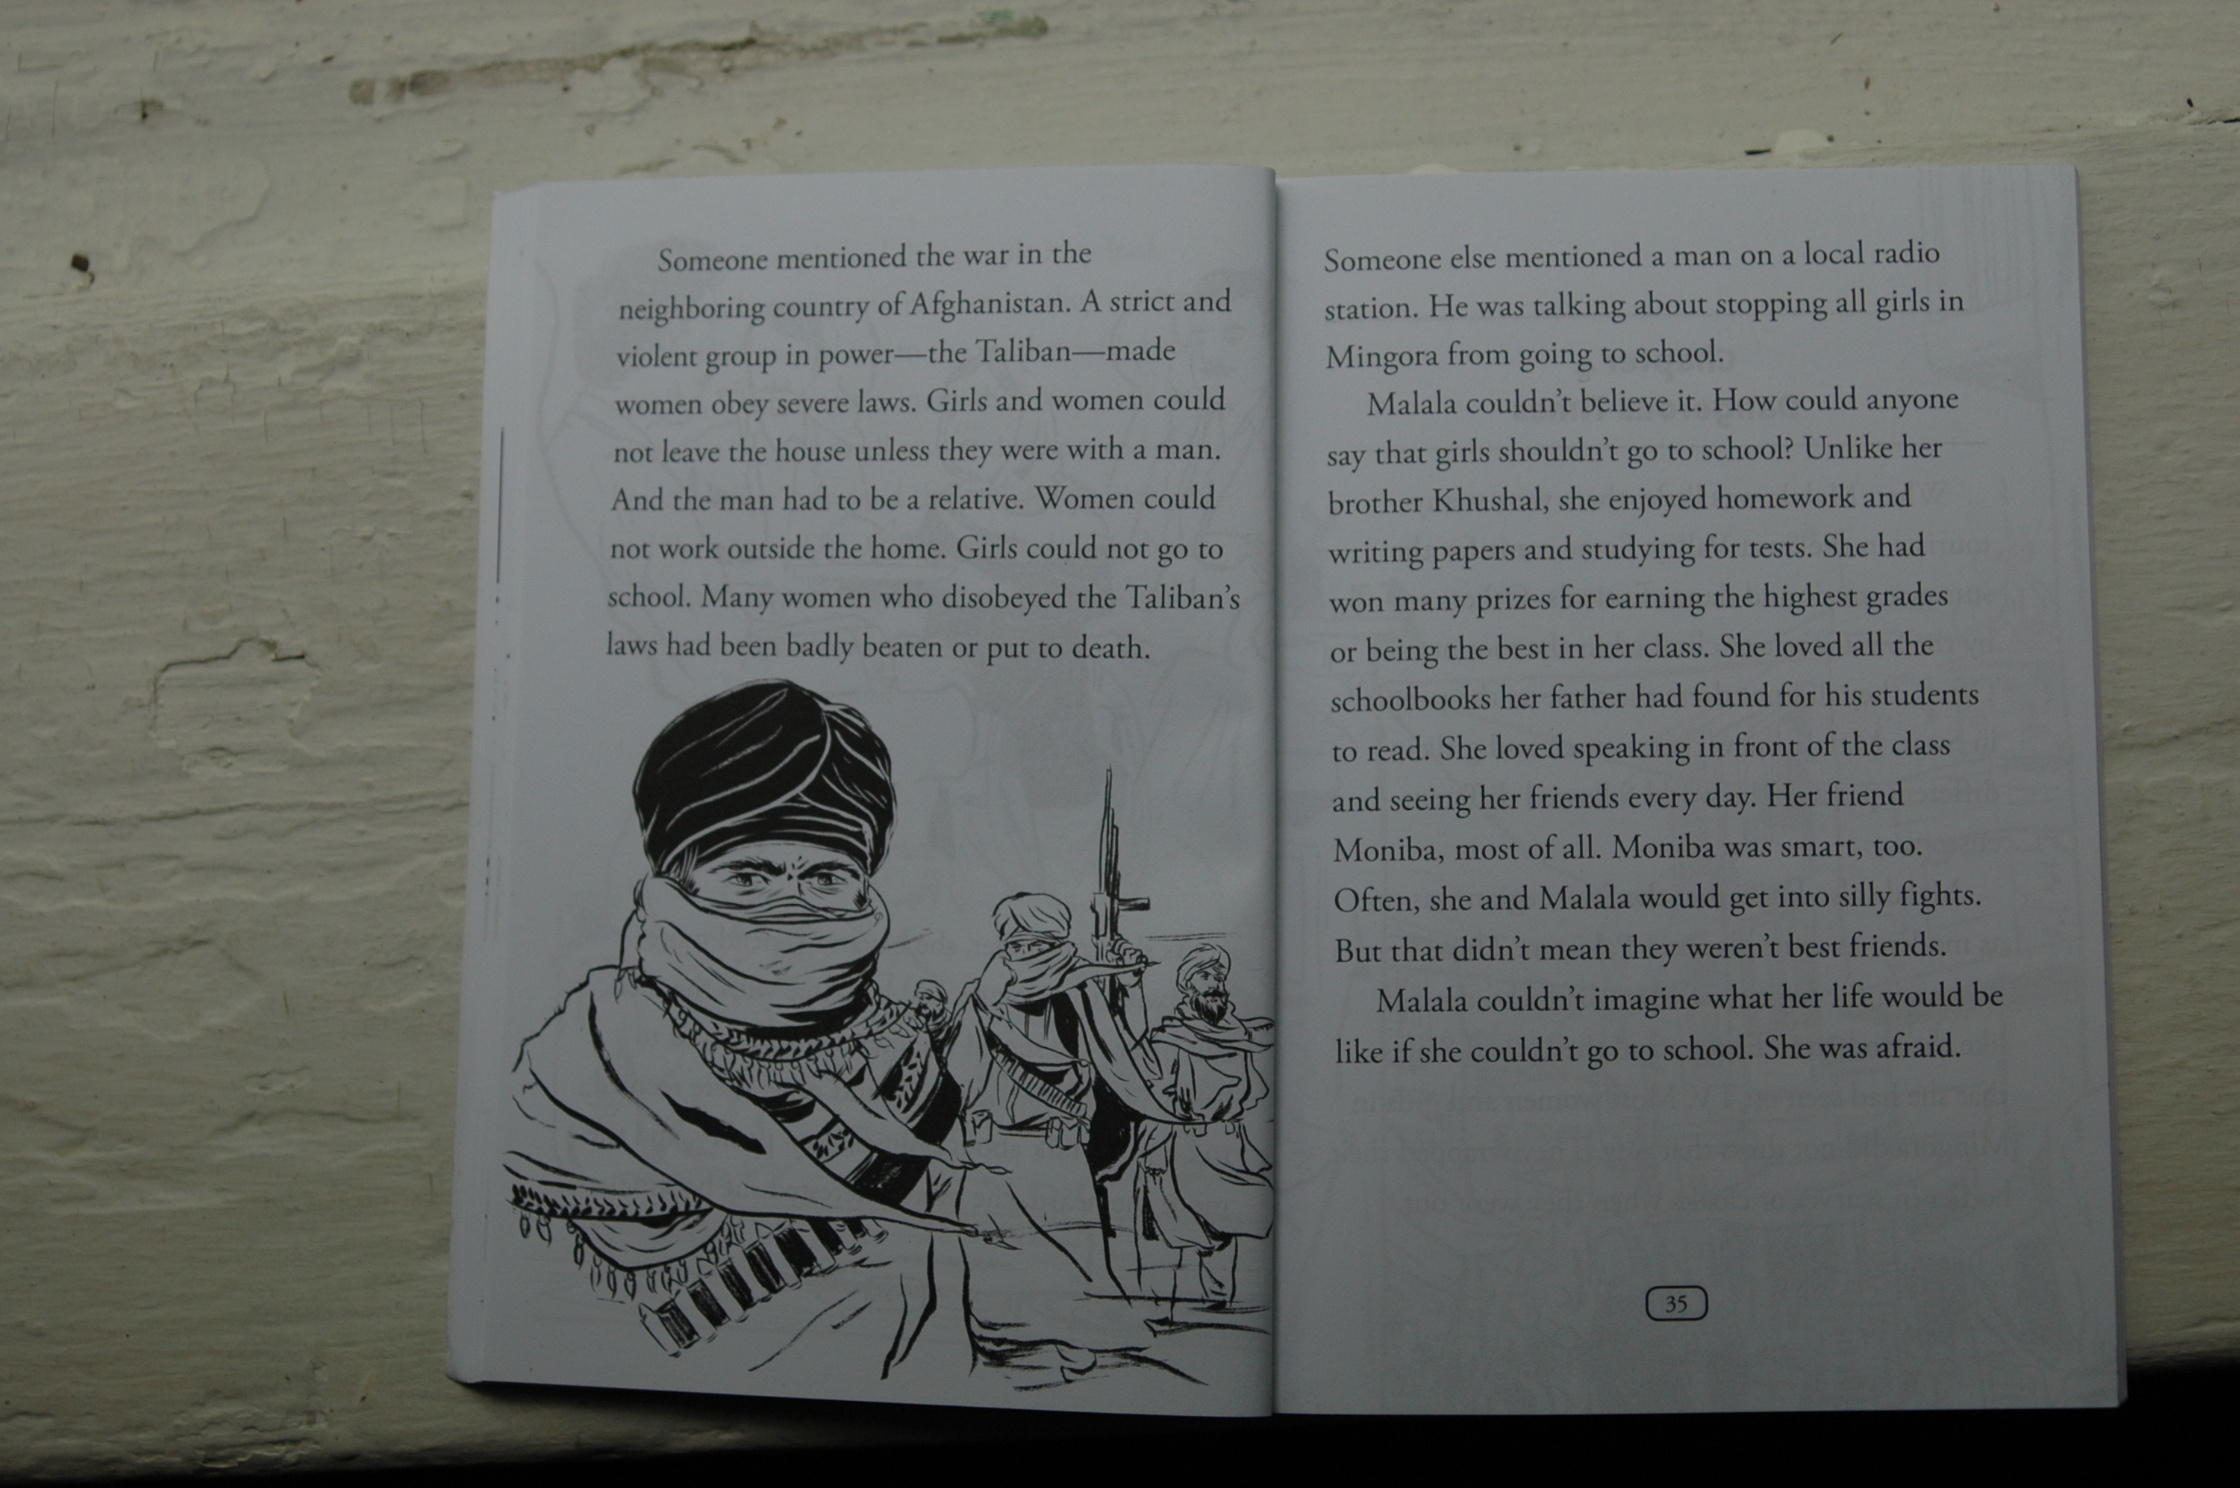 Someone mentioned the war in the
neighboring country of Afghanistan. A strict and
violent group in power—the Taliban—made
women obey severe laws. Girls and women could
not leave the house unless they were with a man.
And the man had to be a relative. Women could
not work outside the home. Girls could not go to
school. Many women who disobeyed the Taliban's
laws had been badly beaten or put to death.
Someone else mentioned a man on a local radio
station. He was talking about stopping all girls in
Mingora from going to school.
Malala couldn't believe it. How could anyone
say that girls shouldn't go to school? Unlike her
brother Khushal, she enjoyed homework and
writing papers and studying for tests. She had
won many prizes for earning the highest grades
or being the best in her class. She loved all the
schoolbooks her father had found for his students
to read. She loved speaking in front of the class
and seeing her friends every day. Her friend
Moniba, most of all. Moniba was smart, too.
Often, she and Malala would get into silly fights.
But that didn't mean they weren't best friends.
Malala couldn't imagine what her life would be
like if she couldn't go to school. She was afraid.
35